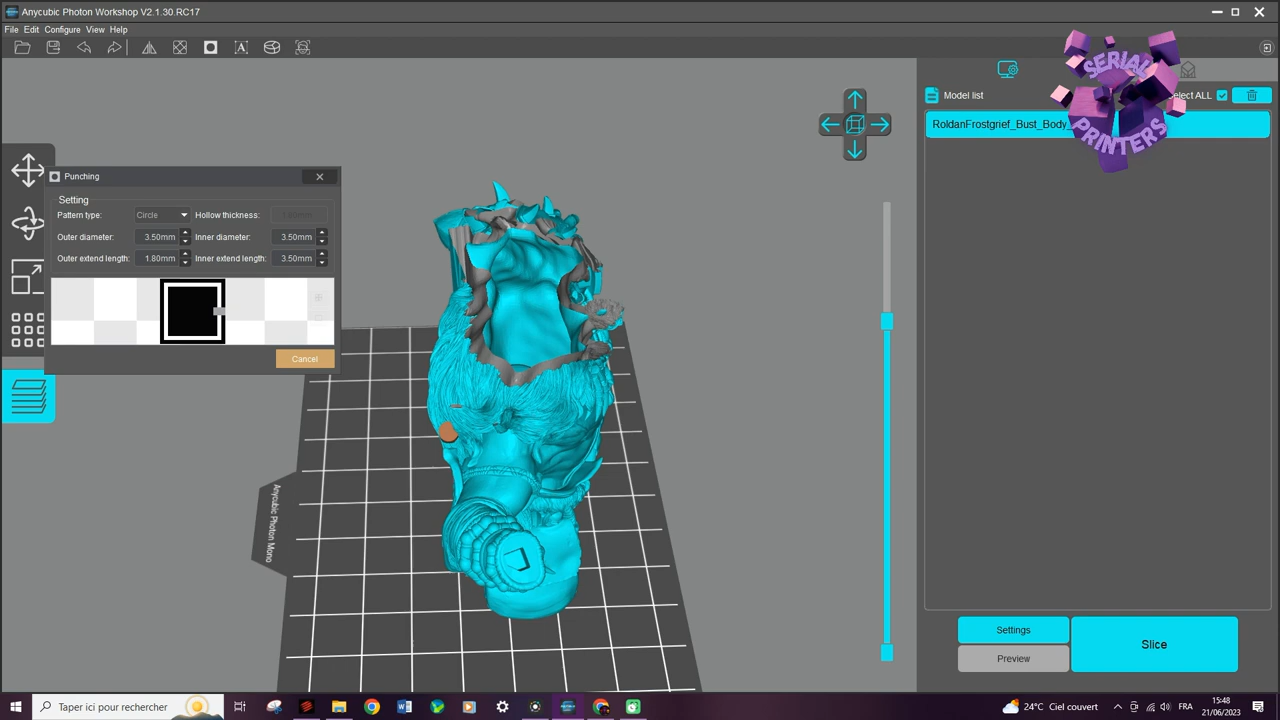 Anycubic Photon Workshop V2.1.30.RC17
File Edit Configure View Help
SERIAL
PRINTERS
Model list
elect ALL
RoldanFrostgrief_Bust_Body_
Punching
Setting
Pattern type: Circle Hollow thickness:
Outer diameter: 3.50mm Inner diameter: 3.50mm
Outer extend length: 1.80mm Inner extend length: 3.50mm
Cancel
Anycubic Photon Mono
Settings
Slice
Preview
Taper ici pour rechercher
24°C Ciel couvert
FRA
15:48
21/06/2023